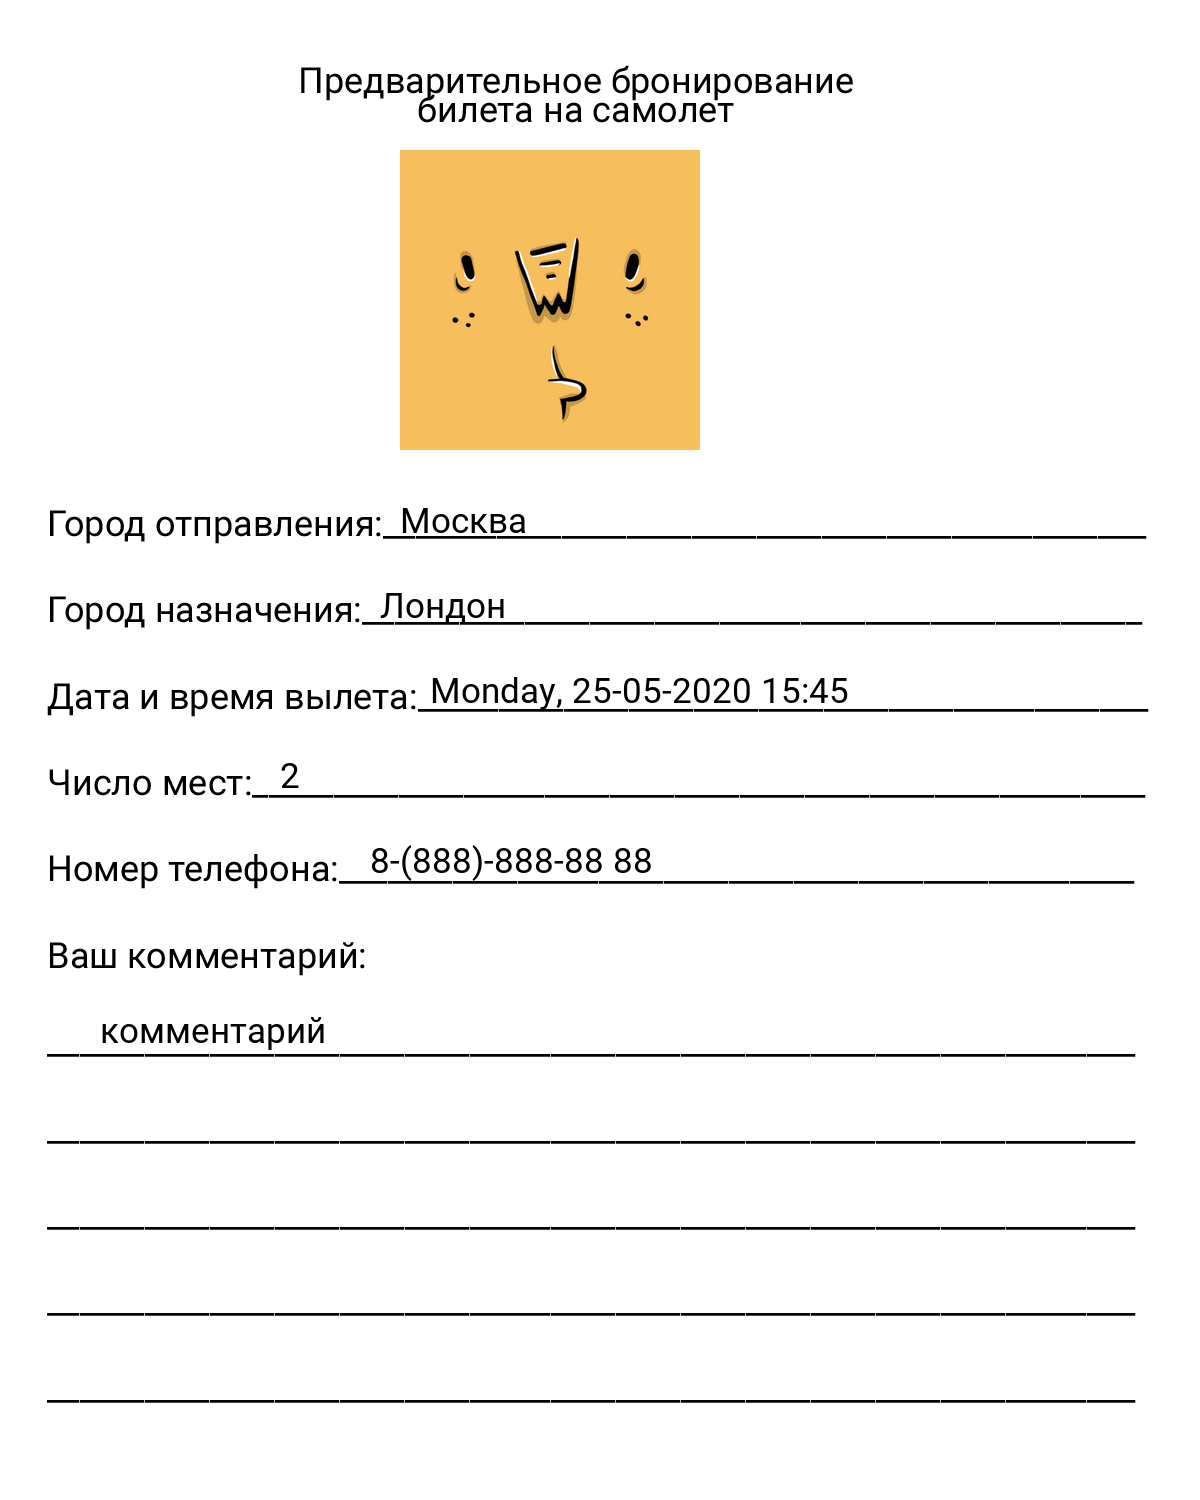 Предварительное бронирование
билета на самолет
Город отправления: Москва
Город назначения: Лондон
Дата и время вылета: Monday, 25-05-2020 15:45
Число мест: 2
Номер телефона: 8-(888)-888-88 88
Ваш комментарий:
комментарий